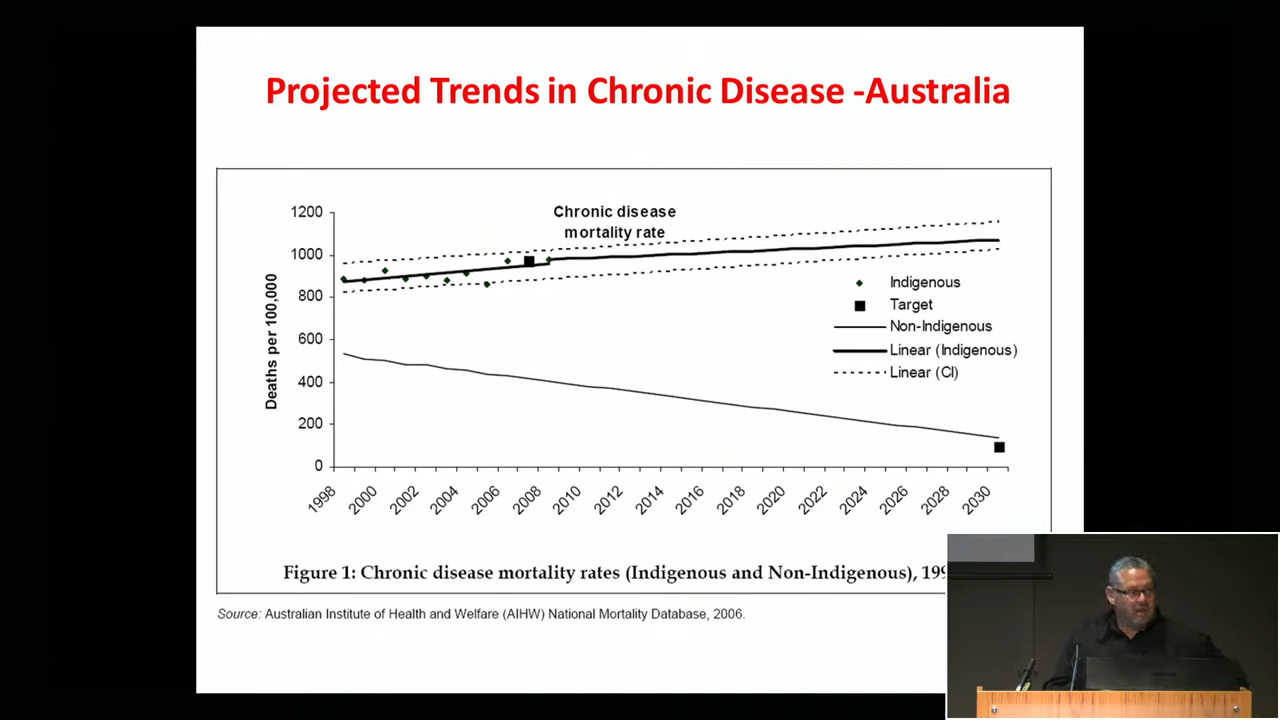 Projected Trends in Chronic Disease -Australia
Chronic disease
mortality rate
Deaths per 100,000
1200
1000
800
600
400
200
0
1998
2000
2002
2004
2006
2008
2010
2012
2014
2016
2018
2020
2022
2024
2026
2028
2030
Indigenous
Target
Non-Indigenous
Linear (Indigenous)
Linear (CI)
Figure 1: Chronic disease mortality rates (Indigenous and Non-Indigenous),
Source: Australian Institute of Health and Welfare (AIHW) National Mortality Database, 2006.